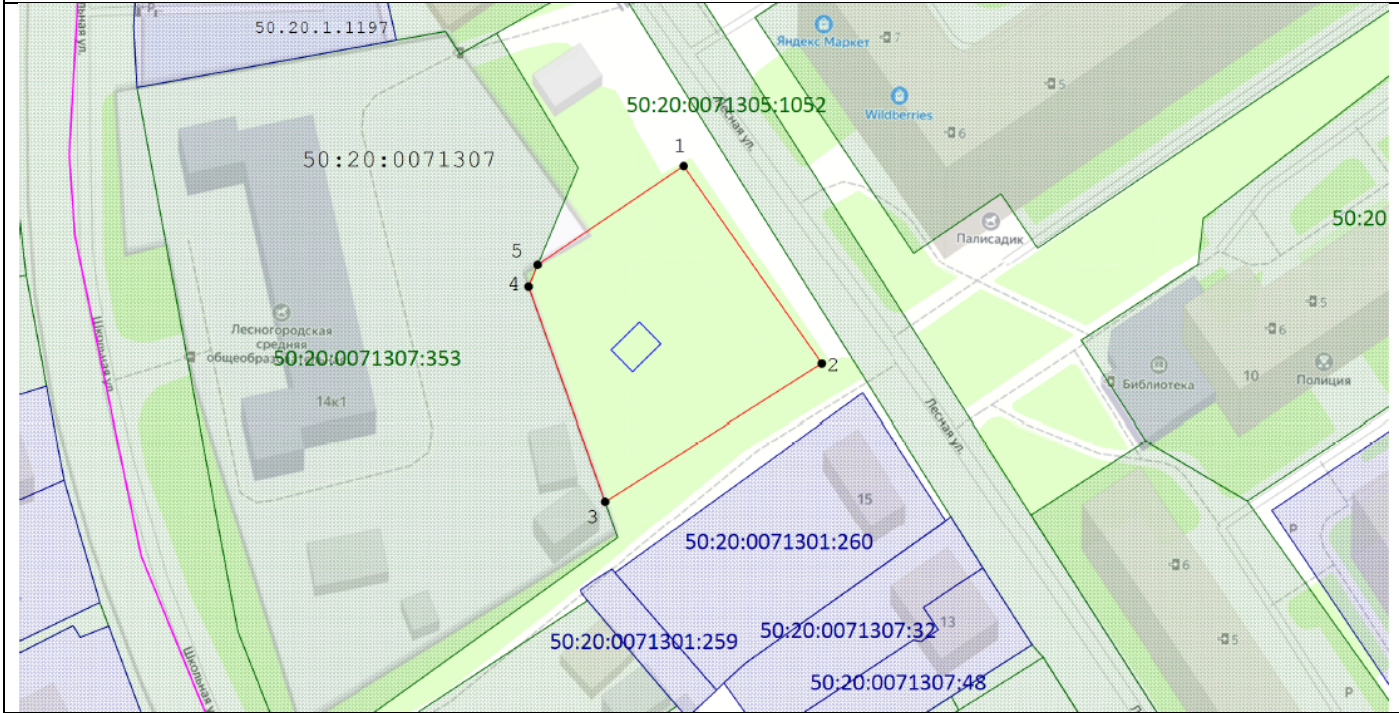 50.20.1.1197
Яндекс Маркет
7
5
Wildberries
6
50:20:0071305:1052
Лесная ул.
1
50:20:0071307
50:20
Палисадик
5
4
Лесногородская
средняя
общеобраз
50:20:0071307:353
14к1
Школьная ул.
2
5
6
Библиотека
10
Полиция
Лесная ул.
3
15
P
50:20:0071301:260
6
50:20:0071301:259
50:20:0071307:32
13
5
50:20:0071307:48
Школьная у
P